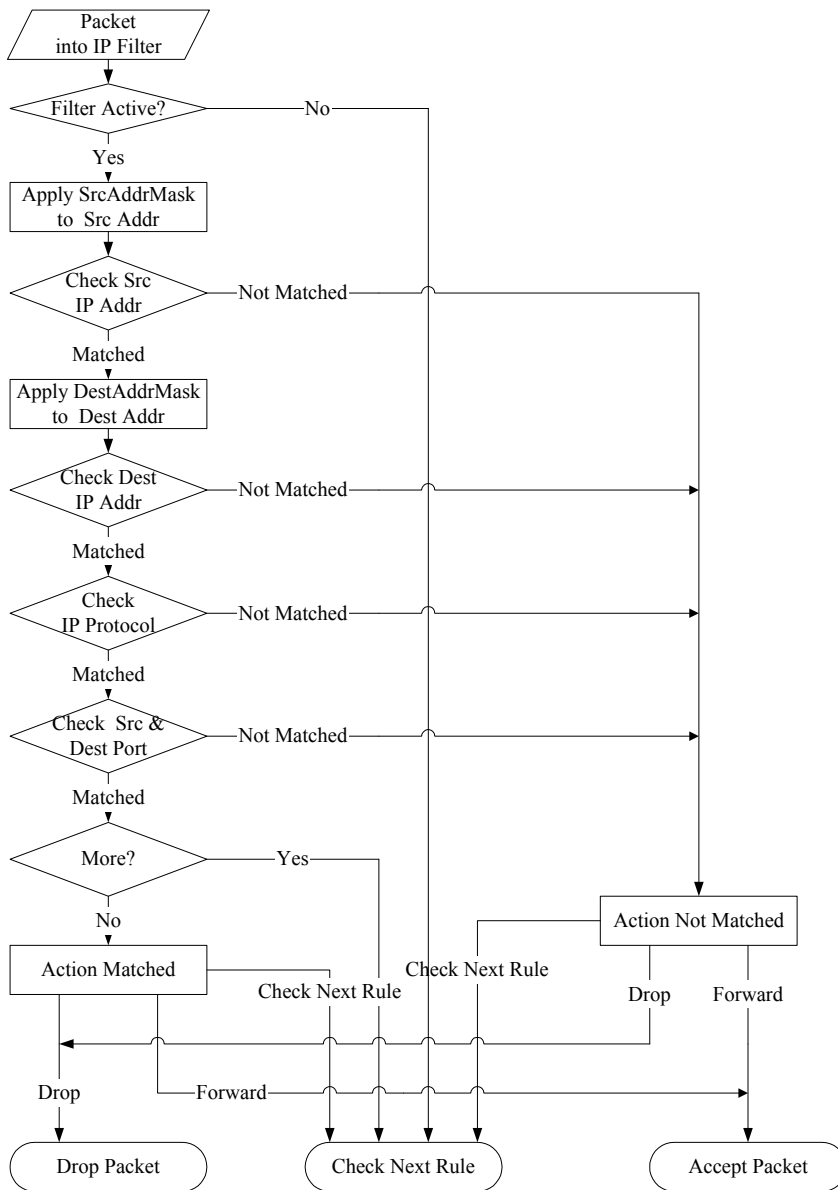 Packet
into IP Filter
Filter Active?
No
Yes
Apply SrcAddrMask
to Src Addr
Check Src
IP Addr
Not Matched
Matched
Apply DestAddrMask
to Dest Addr
Check Dest
IP Addr
Not Matched
Matched
Check
IP Protocol
Not Matched
Matched
Check Src &
Dest Port
Not Matched
Matched
More?
Yes
No
Action Not Matched
Action Matched
Check Next Rule
Check Next Rule
Drop
Forward
Drop
Forward
Drop Packet
Check Next Rule
Accept Packet